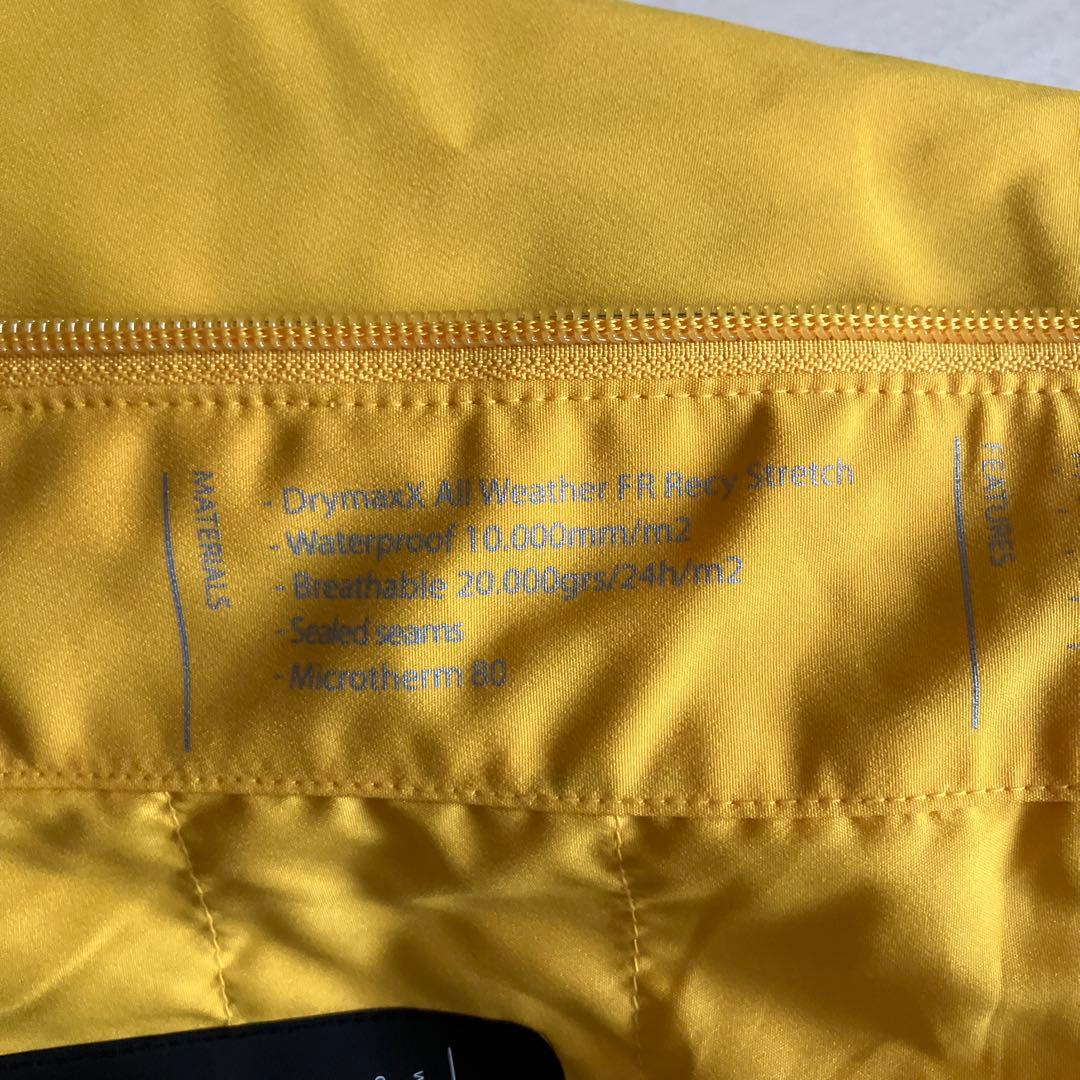 MATERIALS
- DrymaxX All Weather FR Recy Stretch
- Waterproof 10.000mm/m2
- Breathable 20.000grs/24h/m2
- Sealed seams
- Microtherm 80
FEATURES